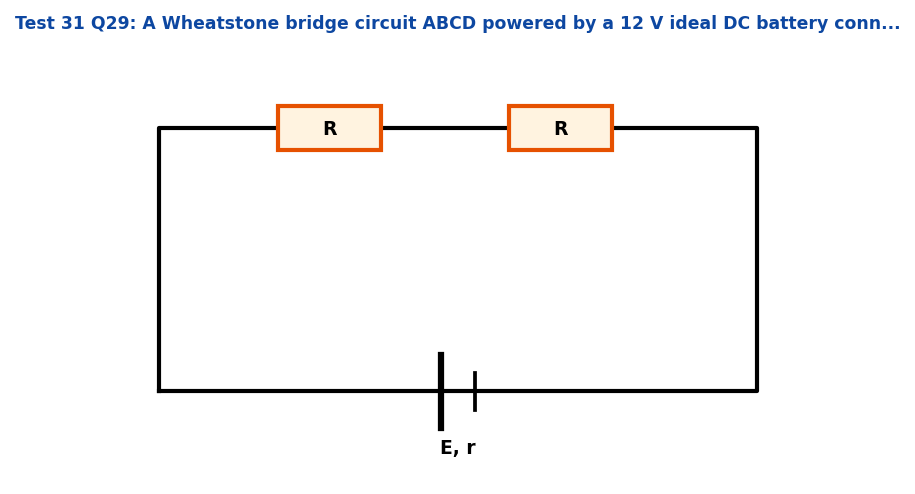 Test 31 Q29: A Wheatstone bridge circuit ABCD powered by a 12 V ideal DC battery conn...
R R
E, r